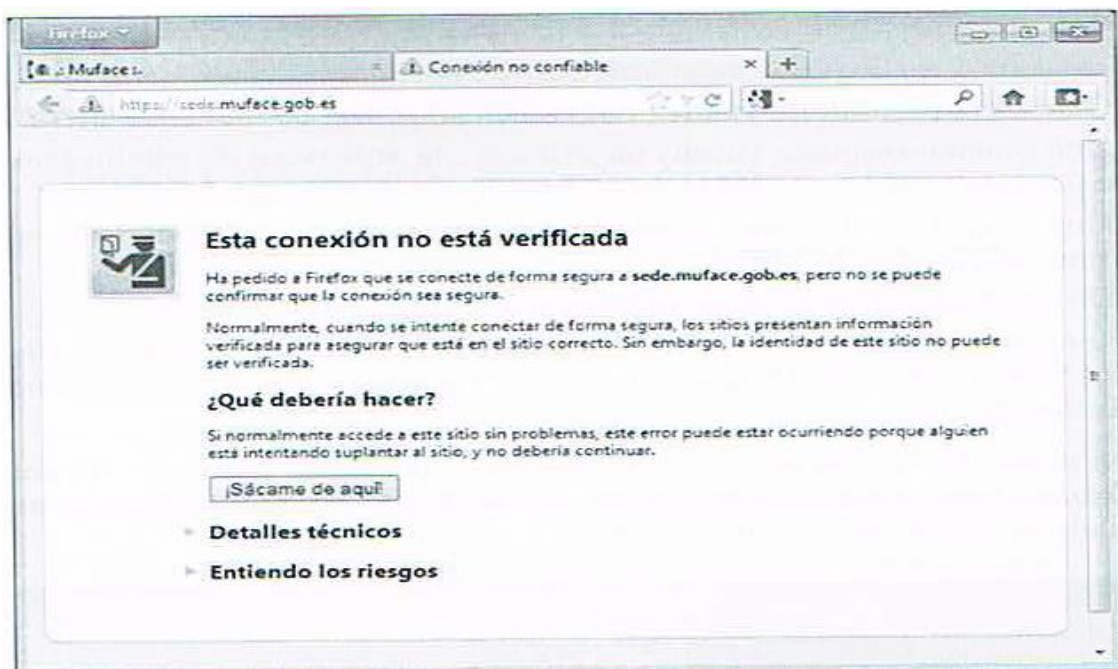 Firefox
Muface
Conexión no confiable
https://sede.muface.gob.es
Esta conexión no está verificada
Ha pedido a Firefox que se conecte de forma segura a sede.muface.gob.es, pero no se puede
confirmar que la conexión sea segura.
Normalmente, cuando se intente conectar de forma segura, los sitios presentan información
verificada para asegurar que está en el sitio correcto. Sin embargo, la identidad de este sitio no puede
ser verificada.
¿Qué debería hacer?
Si normalmente accede a este sitio sin problemas, este error puede estar ocurriendo porque alguien
está intentando suplantar al sitio, y no debería continuar.
¡Sácame de aquí!
Detalles técnicos
Entiendo los riesgos